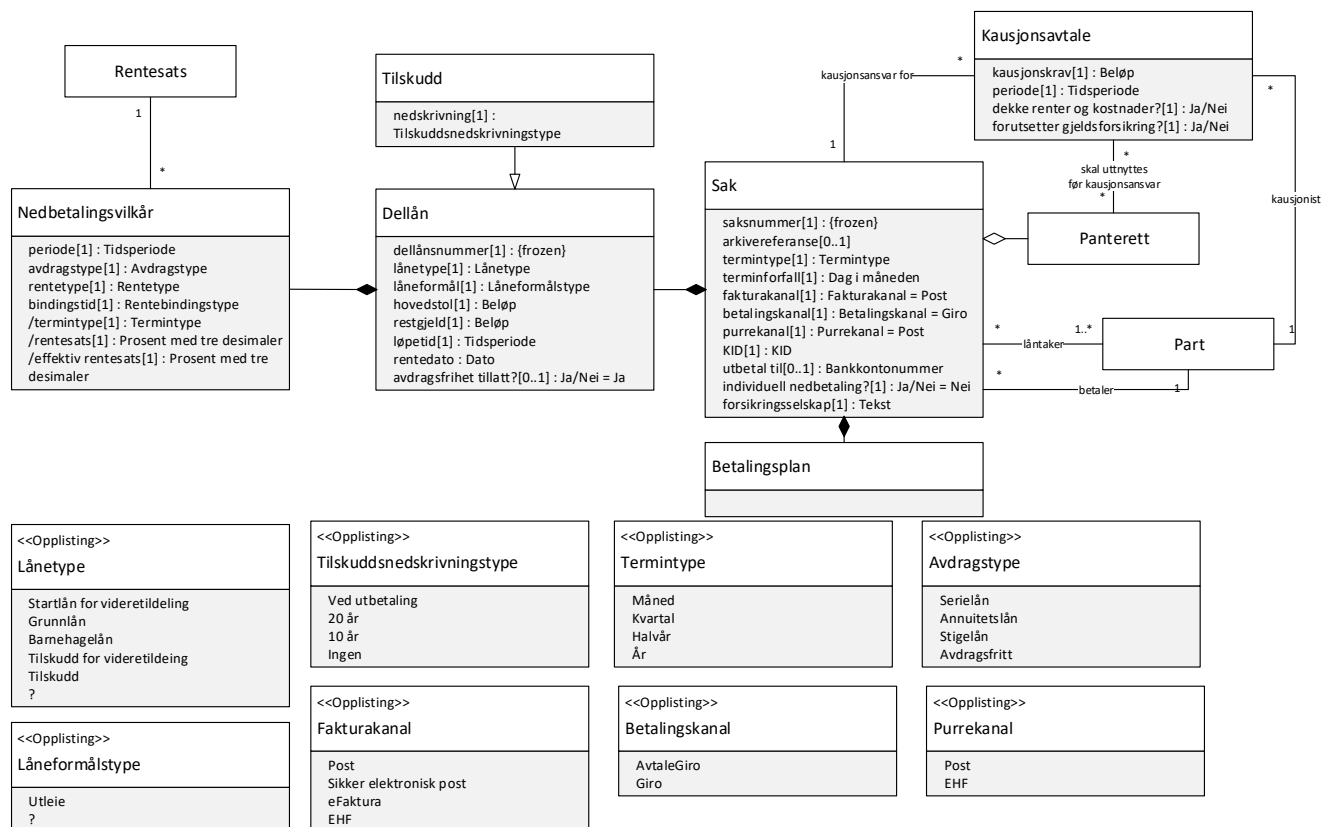 Rentesats
1
*
Tilskudd
nedskrivning[1] :
Tilskuddsnedskrivningstype
Kausjonsavtale
kausjonskrav[1] : Beløp
periode[1] : Tidsperiode
dekke renter og kostnader?[1] : Ja/Nei
forutsetter gjeldsforsikring?[1] : Ja/Nei
kausjonsansvar for
*
1
*
kausjonist
1
*
skal uttnyttes
før kausjonsansvar
*
Nedbetalingsvilkår
periode[1] : Tidsperiode
avdragstype[1] : Avdragstype
rentetype[1] : Rentetype
bindingstid[1] : Rentebindingstype
/termintype[1] : Termintype
/rentesats[1] : Prosent med tre desimaler
/effektiv rentesats[1] : Prosent med tre
desimaler
Dellån
dellånsnummer[1] : {frozen}
lånetype[1] : Lånetype
låneformål[1] : Låneformålstype
hovedstol[1] : Beløp
restgjeld[1] : Beløp
løpetid[1] : Tidsperiode
rentedato : Dato
avdragsfrihet tillatt?[0..1] : Ja/Nei = Ja
Sak
saksnummer[1] : {frozen}
arkivereferanse[0..1]
termintype[1] : Termintype
terminforfall[1] : Dag i måneden
fakturakanal[1] : Fakturakanal = Post
betalingskanal[1] : Betalingskanal = Giro
purrekanal[1] : Purrekanal = Post
KID[1] : KID
utbetal til[0..1] : Bankkontonummer
individuell nedbetaling?[1] : Ja/Nei = Nei
forsikringsselskap[1] : Tekst
Panterett
Part
*
låntaker
1..*
*
betaler
1
Betalingsplan
<<Opplisting>>
Lånetype
Startlån for videretildeling
Grunnlån
Barnehagelån
Tilskudd for videretildeing
Tilskudd
?
<<Opplisting>>
Tilskuddsnedskrivningstype
Ved utbetaling
20 år
10 år
Ingen
<<Opplisting>>
Termintype
Måned
Kvartal
Halvår
År
<<Opplisting>>
Avdragstype
Serielån
Annuitetslån
Stigelån
Avdragsfritt
<<Opplisting>>
Låneformålstype
Utleie
?
<<Opplisting>>
Fakturakanal
Post
Sikker elektronisk post
eFaktura
EHF
<<Opplisting>>
Betalingskanal
AvtaleGiro
Giro
<<Opplisting>>
Purrekanal
Post
EHF